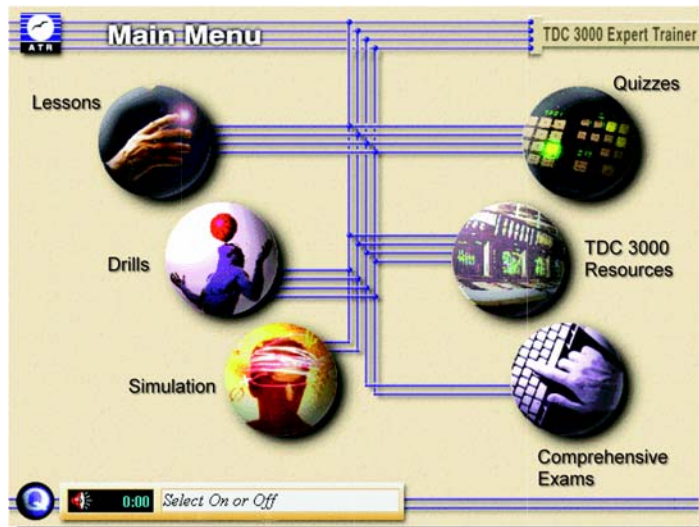 ATR
Main Menu
TDC 3000 Expert Trainer
Lessons
Quizzes
Drills
TDC 3000
Resources
Simulation
Comprehensive
Exams
Q
0:00
Select On or Off